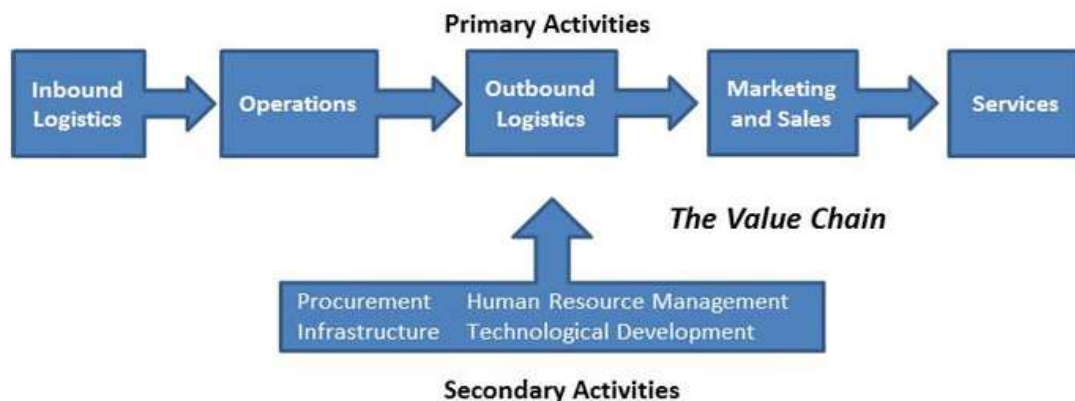 Primary Activities
Inbound
Logistics
Operations
Outbound
Logistics
Marketing
and Sales
Services
The Value Chain
Procurement Human Resource Management
Infrastructure Technological Development
Secondary Activities